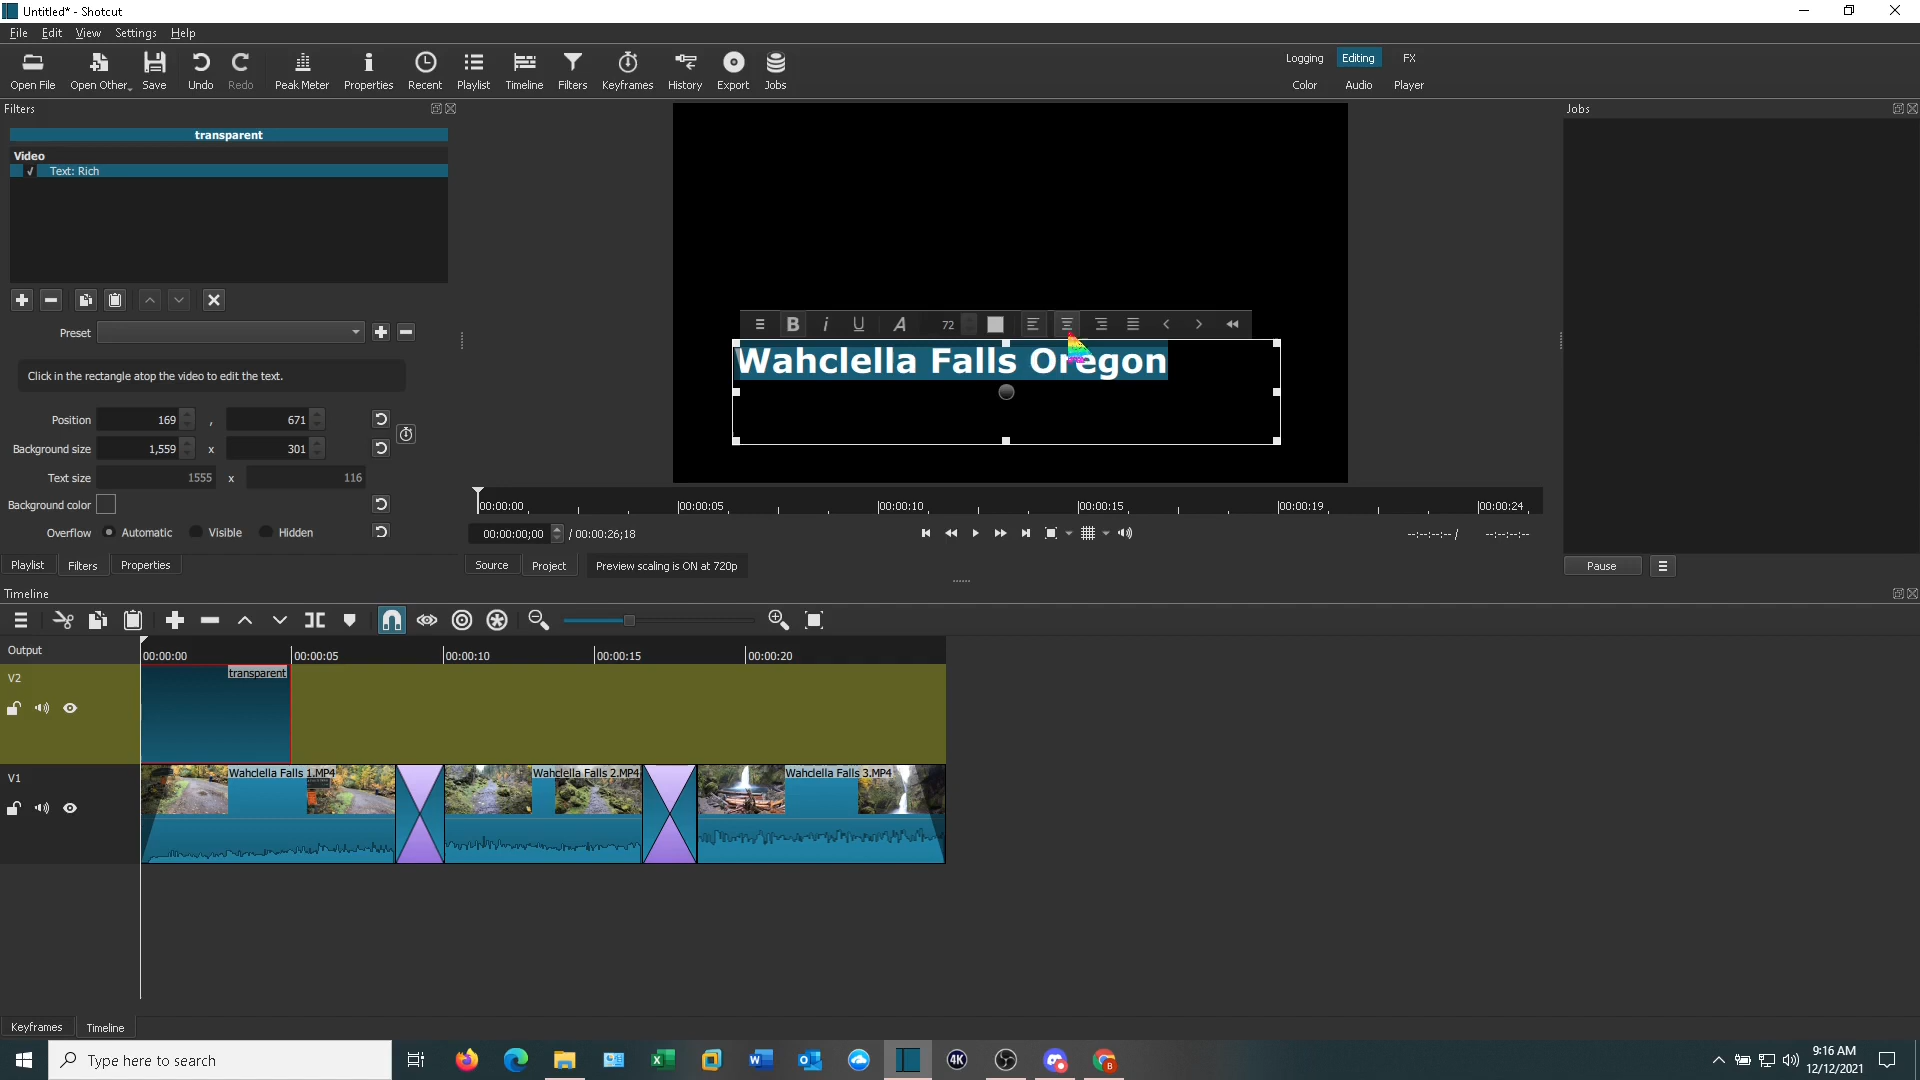 Untitled* - Shotcut
File Edit View Settings Help
Open File Open Other... Save Undo Redo Peak Meter Properties Recent Playlist Timeline Filters Keyframes History Export Jobs
Logging Editing FX
Color Audio Player
Filters
transparent
Video
✓ Text: Rich
Preset
Click in the rectangle atop the video to edit the text.
Position 169 , 671
Background size 1,559 x 301
Text size 1555 x 116
Background color
Overflow Automatic Visible Hidden
Playlist Filters Properties
B i U A 72
Wahclella Falls Oregon
00:00:00 00:00:05 00:00:10 00:00:15 00:00:19 00:00:24
00:00:00;00 / 00:00:26;18
--:--:--:-- / --:--:--:--
Source Project Preview scaling is ON at 720p
Jobs
Pause
Timeline
Output
00:00:00 00:00:05 00:00:10 00:00:15 00:00:20
V2
transparent
V1
Wahclella Falls 1.MP4 Wahclella Falls 2.MP4 Wahclella Falls 3.MP4
Keyframes Timeline
Type here to search
4K
B
9:16 AM
12/12/2021